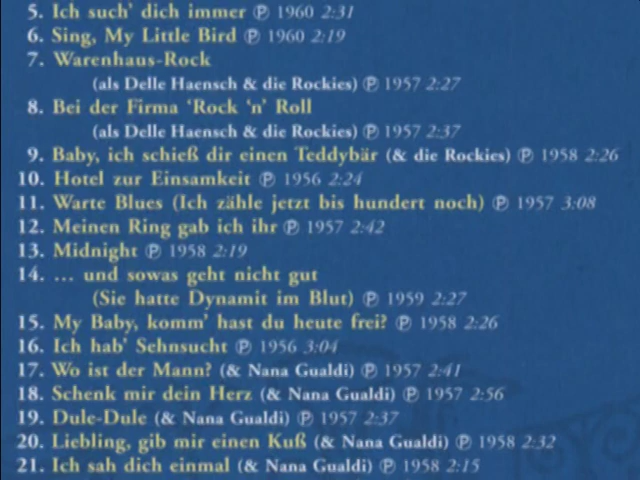 5. Ich such' dich immer ℗ 1960 2:31
6. Sing, My Little Bird ℗ 1960 2:19
7. Warenhaus-Rock
(als Delle Haensch & die Rockies) ℗ 1957 2:27
8. Bei der Firma 'Rock 'n' Roll
(als Delle Haensch & die Rockies) ℗ 1957 2:37
9. Baby, ich schieß dir einen Teddybär (& die Rockies) ℗ 1958 2:26
10. Hotel zur Einsamkeit ℗ 1956 2:24
11. Warte Blues (Ich zähle jetzt bis hundert noch) ℗ 1957 3:08
12. Meinen Ring gab ich ihr ℗ 1957 2:42
13. Midnight ℗ 1958 2:19
14. ... und sowas geht nicht gut
(Sie hatte Dynamit im Blut) ℗ 1959 2:27
15. My Baby, komm' hast du heute frei? ℗ 1958 2:26
16. Ich hab' Sehnsucht ℗ 1956 3:04
17. Wo ist der Mann? (& Nana Gualdi) ℗ 1957 2:41
18. Schenk mir dein Herz (& Nana Gualdi) ℗ 1957 2:56
19. Dule-Dule (& Nana Gualdi) ℗ 1957 2:37
20. Liebling, gib mir einen Kuß (& Nana Gualdi) ℗ 1958 2:32
21. Ich sah dich einmal (& Nana Gualdi) ℗ 1958 2:15